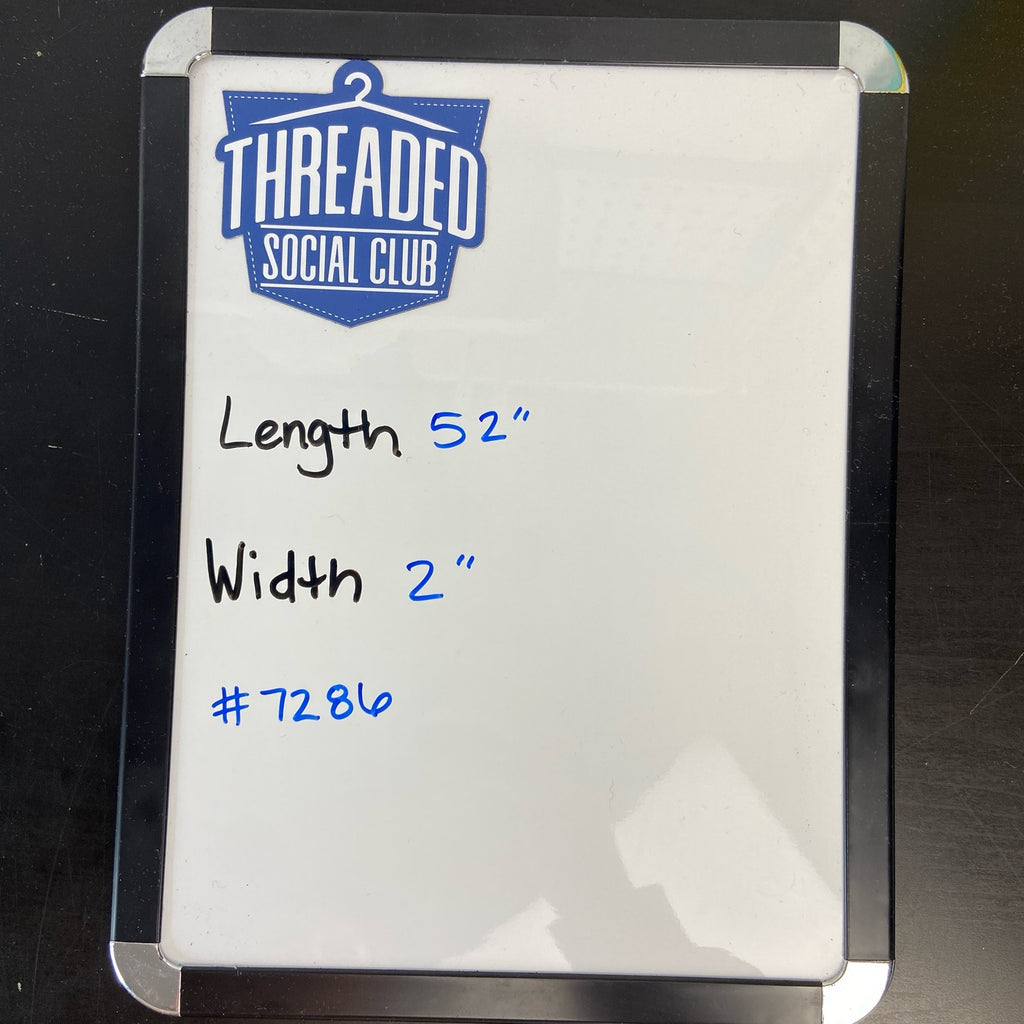 THREADED
SOCIAL CLUB
Length 52"
Width 2"
#7286